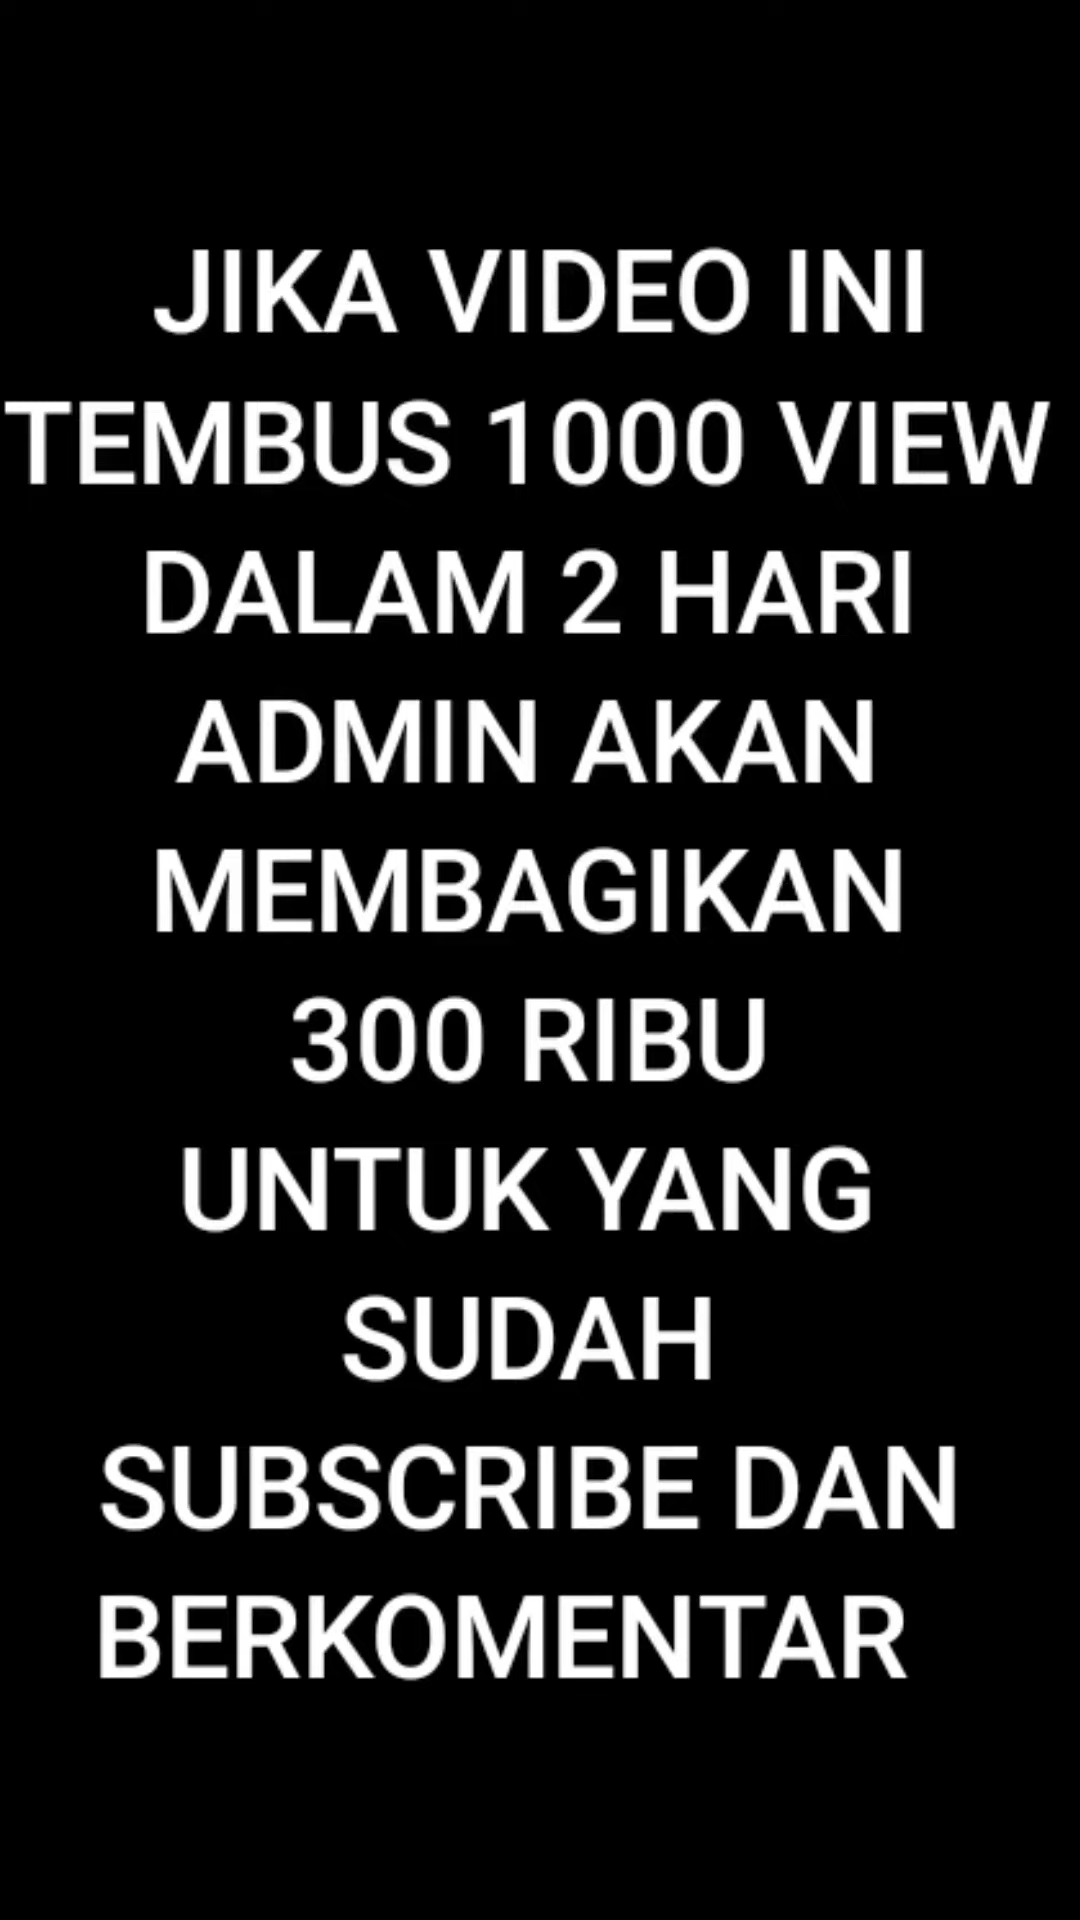 JIKA VIDEO INI
TEMBUS 1000 VIEW
DALAM 2 HARI
ADMIN AKAN
MEMBAGIKAN
300 RIBU
UNTUK YANG
SUDAH
SUBSCRIBE DAN
BERKOMENTAR